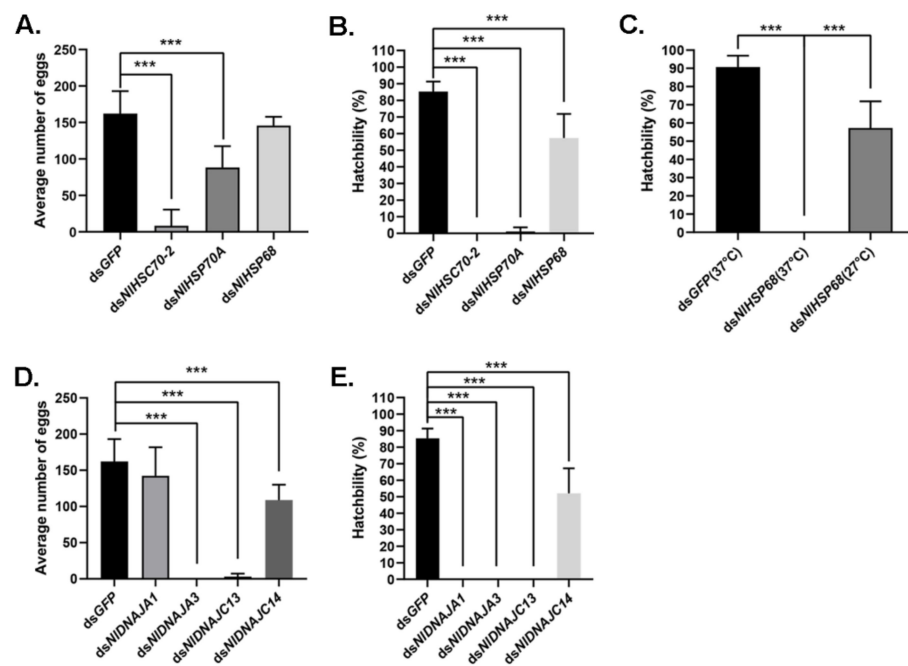 A.
Average number of eggs
250
200
150
100
50
0
***
***
dsGFP
dsNlHSC70-2
dsNlHSP70A
dsNlHSP68
B.
Hatchbility (%)
110
100
90
80
70
60
50
40
30
20
10
0
***
***
***
dsGFP
dsNlHSC70-2
dsNlHSP70A
dsNlHSP68
C.
Hatchbility (%)
100
90
80
70
60
50
40
30
20
10
0
***
***
dsGFP(37°C)
dsNlHSP68(37°C)
dsNlHSP68(27°C)
D.
Average number of eggs
250
200
150
100
50
0
***
***
***
dsGFP
dsNlDNAJA1
dsNlDNAJA3
dsNlDNAJC13
dsNlDNAJC14
E.
Hatchbility (%)
110
100
90
80
70
60
50
40
30
20
10
0
***
***
***
***
dsGFP
dsNlDNAJA1
dsNlDNAJA3
dsNlDNAJC13
dsNlDNAJC14